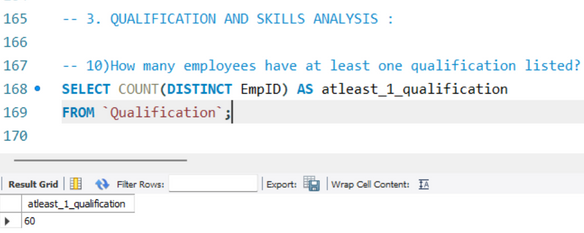 165 -- 3. QUALIFICATION AND SKILLS ANALYSIS :
166
167 -- 10)How many employees have at least one qualification listed?
168 SELECT COUNT(DISTINCT EmpID) AS atleast_1_qualification
169 FROM `Qualification`;
170
Result Grid Filter Rows: Export: Wrap Cell Content:
atleast_1_qualification
60